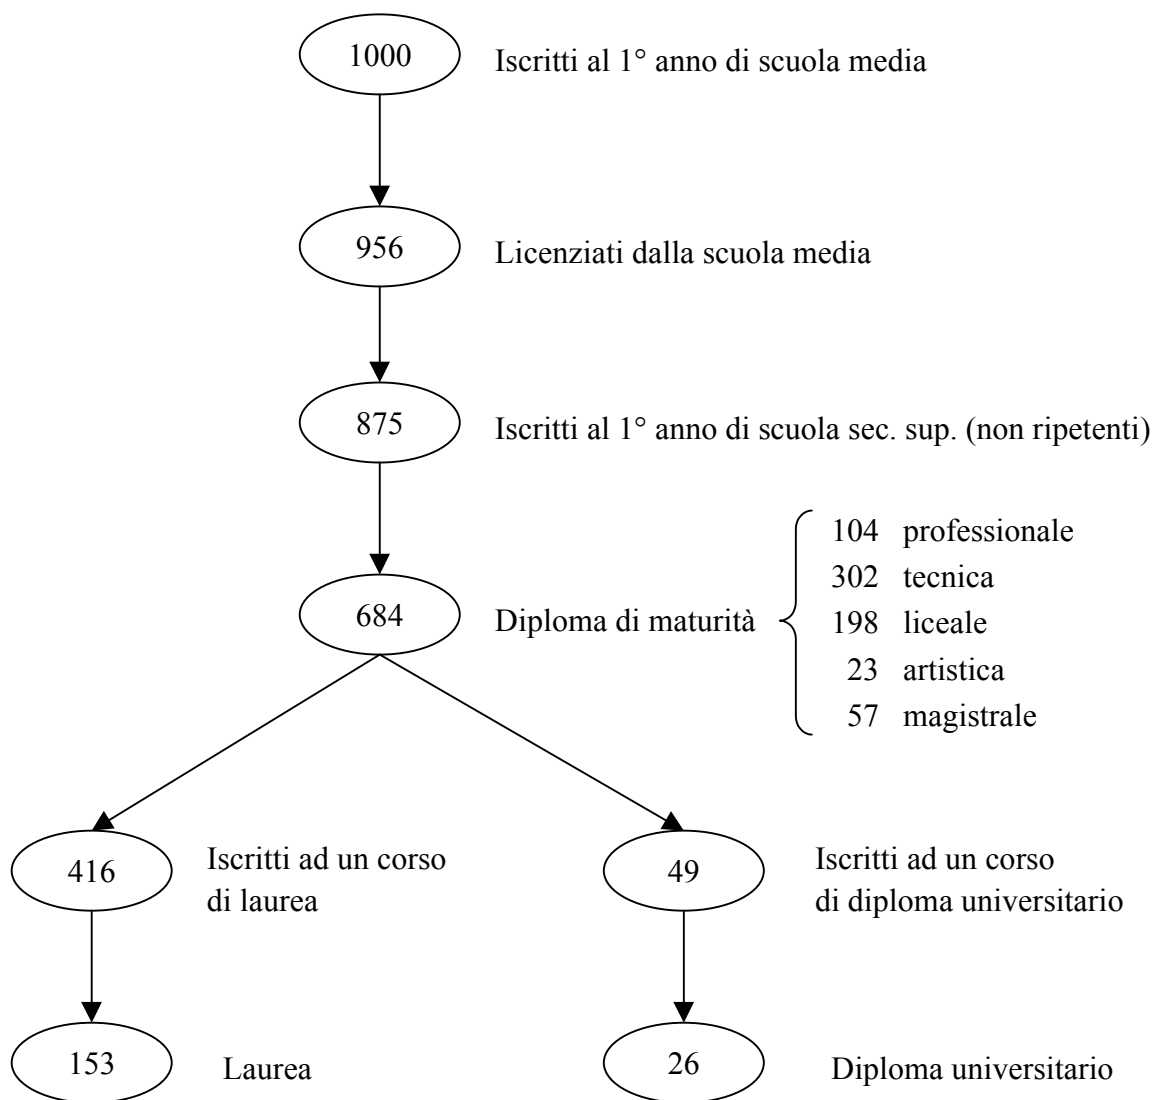 1000 Iscritti al 1° anno di scuola media
956 Licenziati dalla scuola media
875 Iscritti al 1° anno di scuola sec. sup. (non ripetenti)
104 professionale
302 tecnica
684 Diploma di maturità 198 liceale
23 artistica
57 magistrale
416 Iscritti ad un corso
di laurea
49 Iscritti ad un corso
di diploma universitario
153 Laurea
26 Diploma universitario